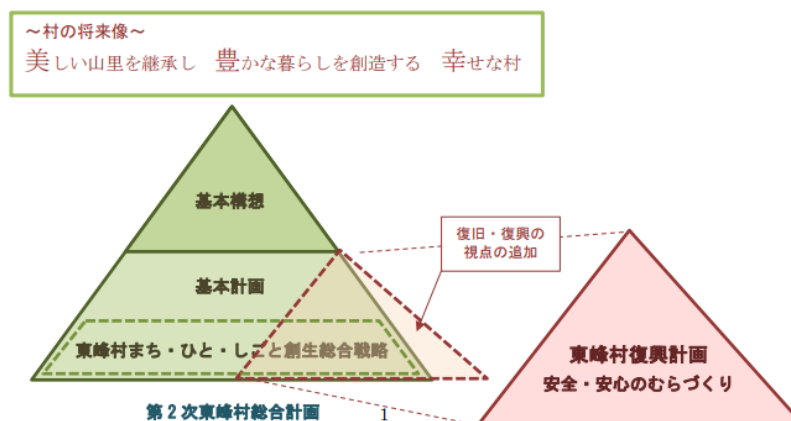 ～村の将来像～
美しい山里を継承し　豊かな暮らしを創造する　幸せな村
基本構想
復旧・復興の
視点の追加
基本計画
東峰村まち・ひと・しごと創生総合戦略
東峰村復興計画
安全・安心のむらづくり
第２次東峰村総合計画
1